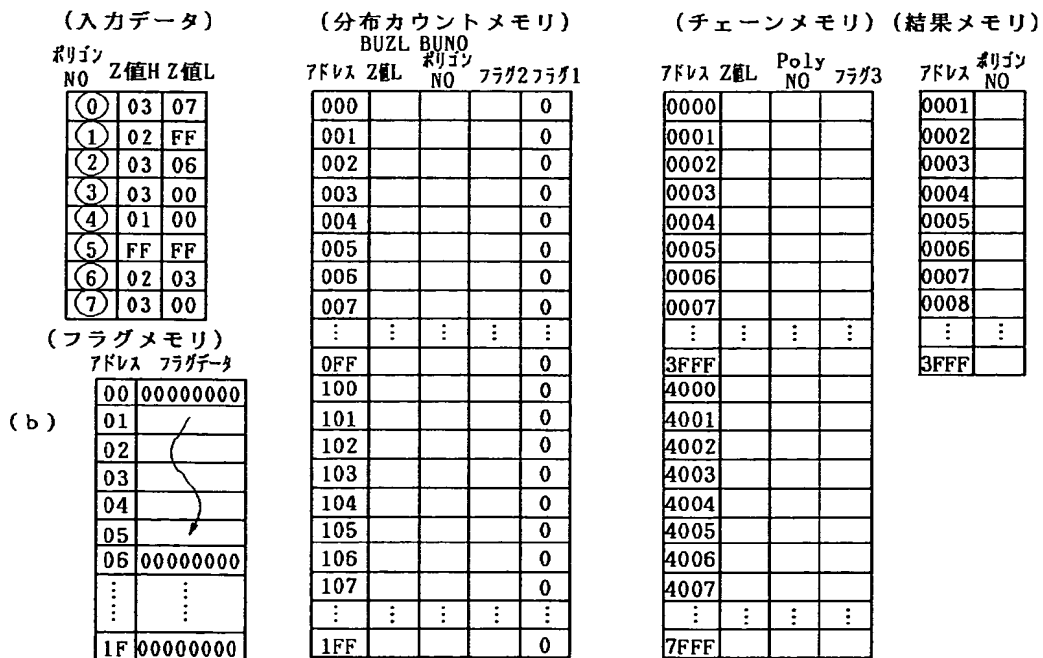 (入力データ)
ポリゴン
NO Z値H Z値L
⓪ 03 07
① 02 FF
② 03 06
③ 03 00
④ 01 00
⑤ FF FF
⑥ 02 03
⑦ 03 00
(フラグメモリ)
アドレス フラグデータ
00 00000000
01
02
03
04
05
06 00000000
⋮ ⋮
1F 00000000
(b)
(分布カウントメモリ)
BUZL BUNO
アドレス Z値L ポリゴンNO フラグ2 フラグ1
000 0
001 0
002 0
003 0
004 0
005 0
006 0
007 0
⋮ ⋮ ⋮ ⋮ ⋮
0FF 0
100 0
101 0
102 0
103 0
104 0
105 0
106 0
107 0
⋮ ⋮ ⋮ ⋮ ⋮
1FF 0
(チェーンメモリ)
アドレス Z値L Poly NO フラグ3
0000
0001
0002
0003
0004
0005
0006
0007
⋮ ⋮ ⋮ ⋮
3FFF
4000
4001
4002
4003
4004
4005
4006
4007
⋮ ⋮ ⋮ ⋮
7FFF
(結果メモリ)
アドレス ポリゴンNO
0001
0002
0003
0004
0005
0006
0007
0008
⋮ ⋮
3FFF